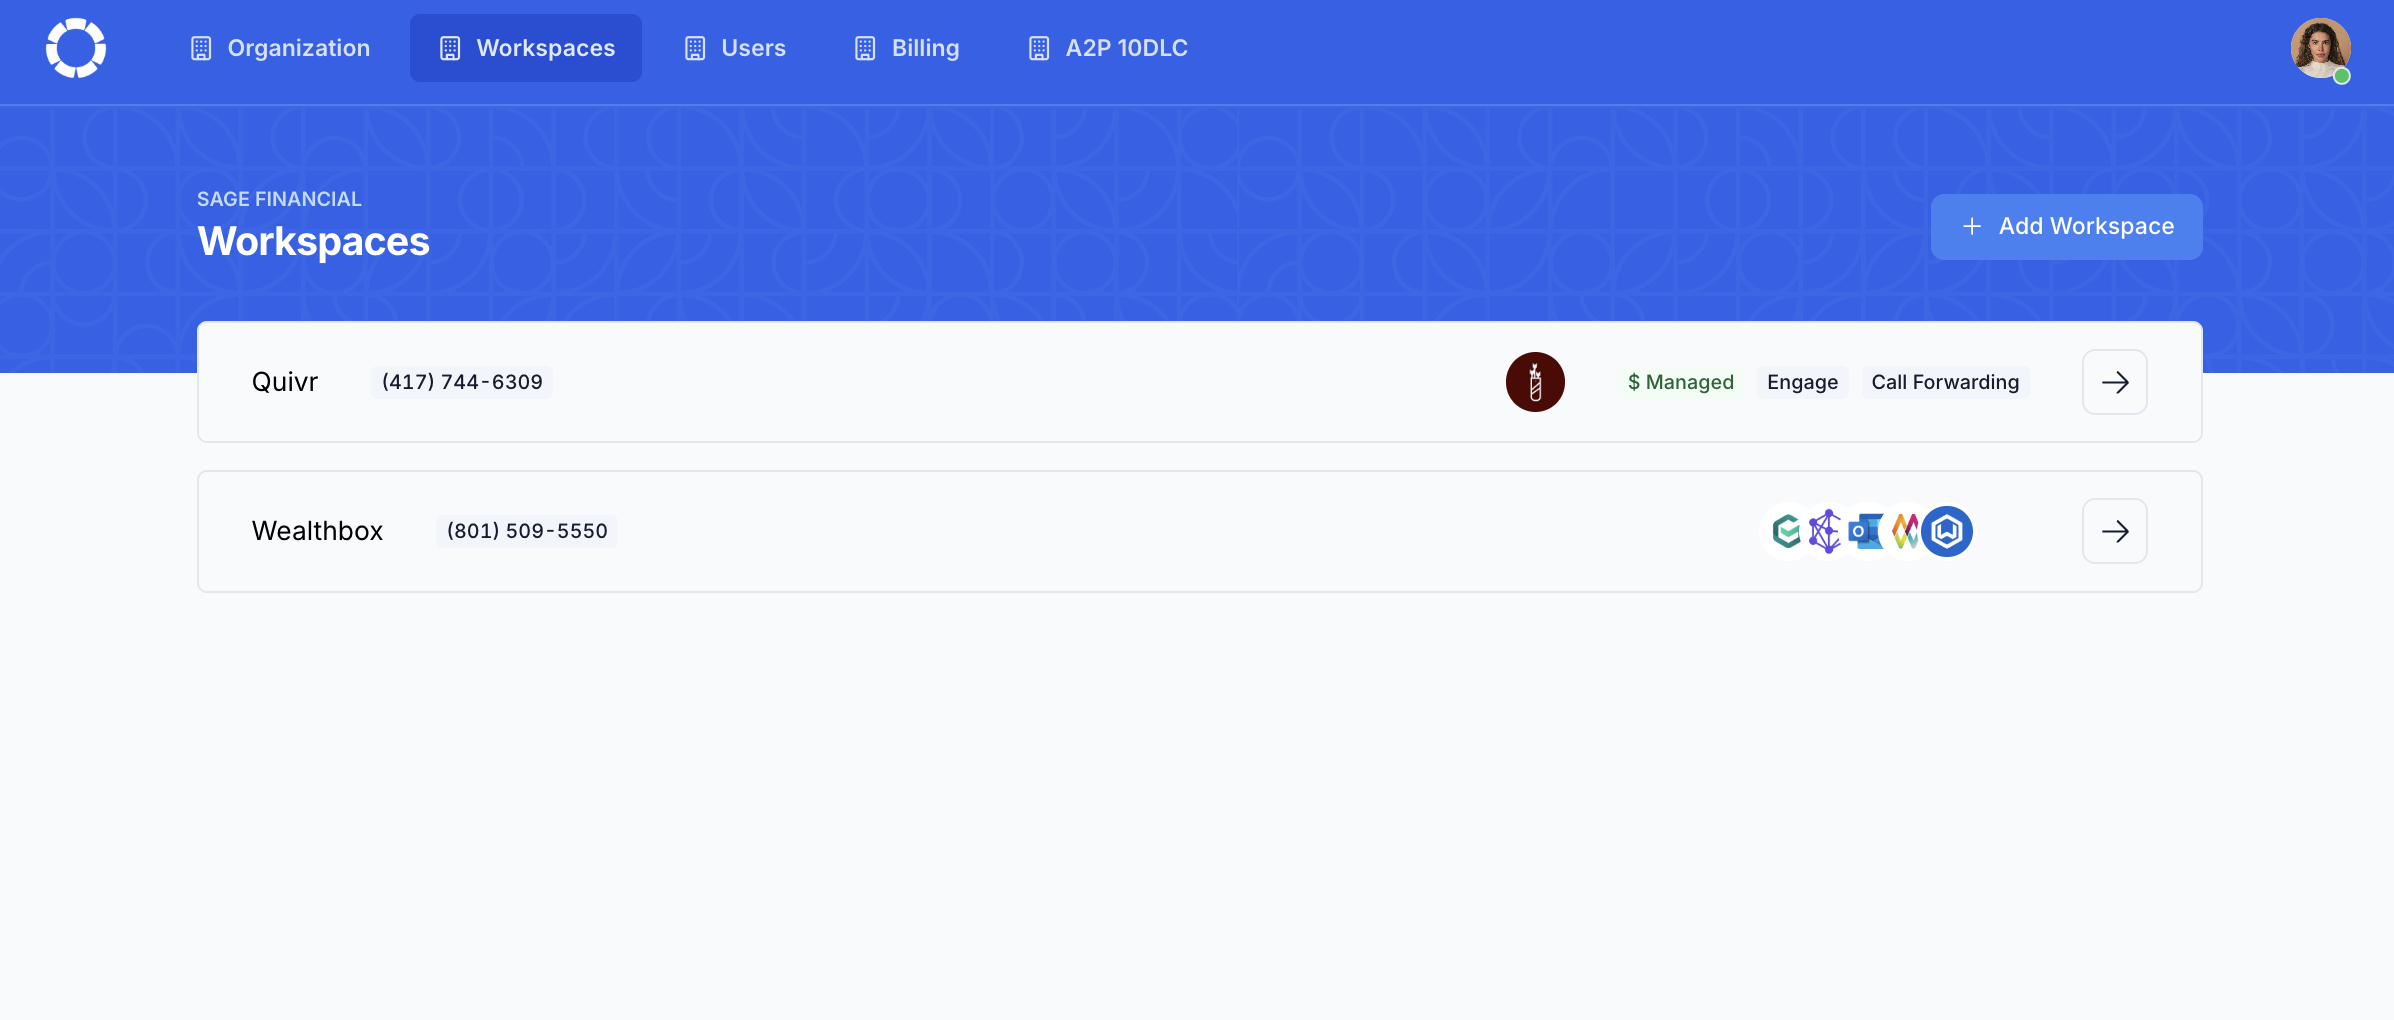 Organization
Workspaces
Users
Billing
A2P 10DLC
SAGE FINANCIAL
Workspaces
+ Add Workspace
Quivr
(417) 744-6309
$ Managed
Engage
Call Forwarding
Wealthbox
(801) 509-5550